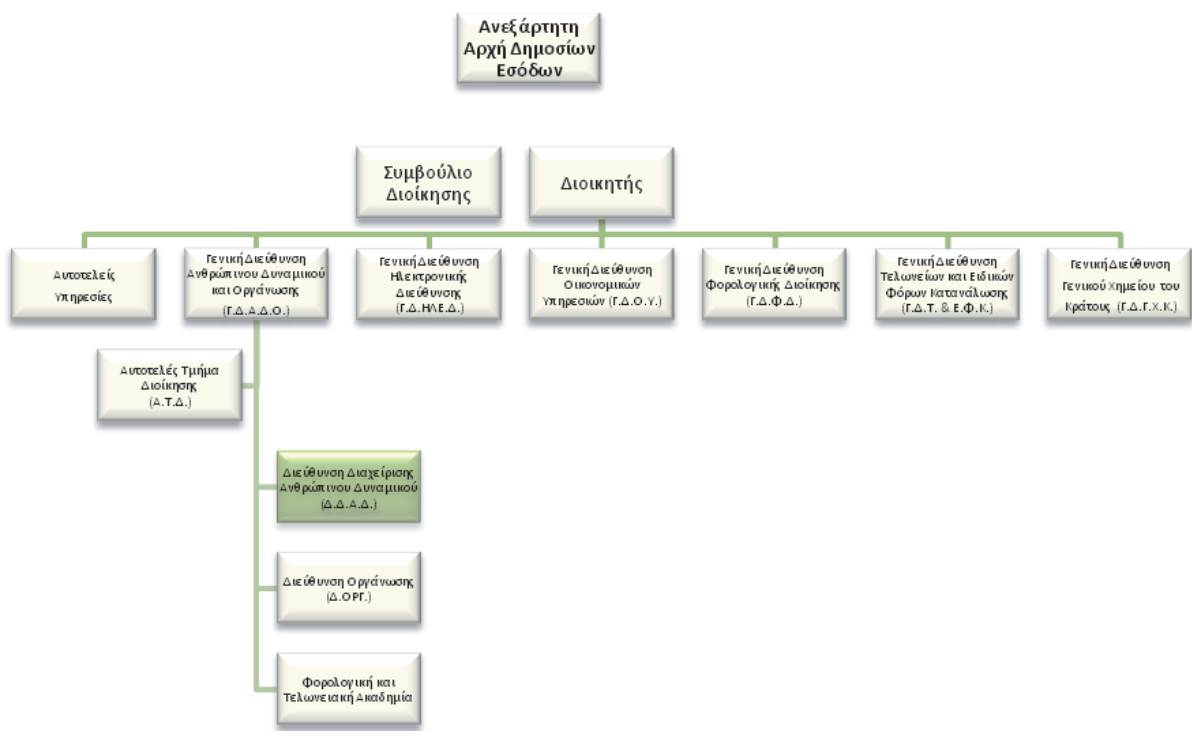 Ανεξάρτητη
Αρχή Δημοσίων
Εσόδων
Συμβούλιο
Διοίκησης
Διοικητής
Αυτοτελείς
Υπηρεσίες
Γενική Διεύθυνση
Ανθρώπινου Δυναμικού
και Οργάνωσης
(Γ.Δ.Α.Δ.Ο.)
Γενική Διεύθυνση
Ηλεκτρονικής
Διεύθυνσης
(Γ.Δ.ΗΛΕ.Δ.)
Γενική Διεύθυνση
Οικονομικών
Υπηρεσιών (Γ.Δ.Ο.Υ.)
Γενική Διεύθυνση
Φορολογικής Διοίκησης
(Γ.Δ.Φ.Δ.)
Γενική Διεύθυνση
Τελωνείων και Ειδικών
Φόρων Κατανάλωσης
(Γ.Δ.Τ. & Ε.Φ.Κ.)
Γενική Διεύθυνση
Γενικού Χημείου του
Κράτους (Γ.Δ.Γ.Χ.Κ.)
Αυτοτελές Τμήμα
Διοίκησης
(Α.Τ.Δ.)
Διεύθυνση Διαχείρισης
Ανθρώπινου Δυναμικού
(Δ.Δ.Α.Δ.)
Διεύθυνση Οργάνωσης
(Δ.ΟΡΓ.)
Φορολογική και
Τελωνειακή Ακαδημία